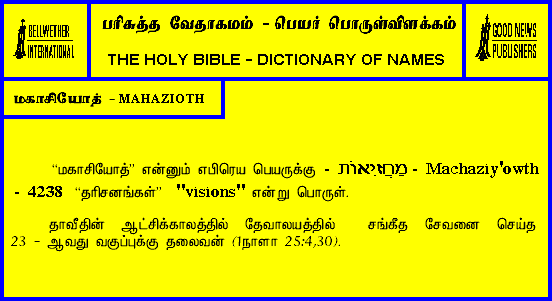 BELLWETHER
INTERNATIONAL
பரிசுத்த வேதாகமம் - பெயர் பொருள்விளக்கம்
THE HOLY BIBLE - DICTIONARY OF NAMES
GOOD NEWS
PUBLISHERS
மகாசியோத் - MAHAZIOTH
“மகாசியோத்” என்னும் எபிரெய பெயருக்கு - מַחֲזִיאוֹת - Machaziy'owth
- 4238 “தரிசனங்கள்” "visions" என்று பொருள்.
தாவீதின் ஆட்சிக்காலத்தில் தேவாலயத்தில் சங்கீத சேவனை செய்த
23 - ஆவது வகுப்புக்கு தலைவன் (1நாளா 25:4,30).